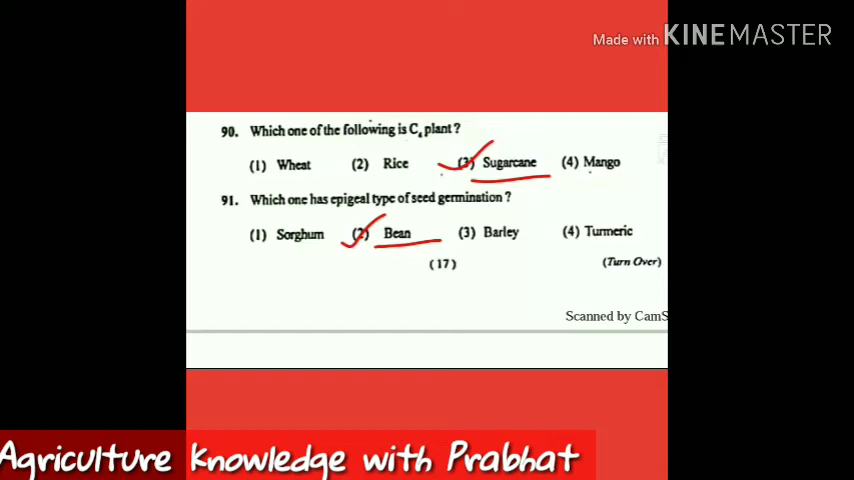 Made with KINEMASTER
90. Which one of the following is C₄ plant ?
(1) Wheat (2) Rice (3) Sugarcane (4) Mango
91. Which one has epigeal type of seed germination ?
(1) Sorghum (2) Bean (3) Barley (4) Turmeric
(17) (Turn Over)
Scanned by CamS
Agriculture Knowledge with Prabhat